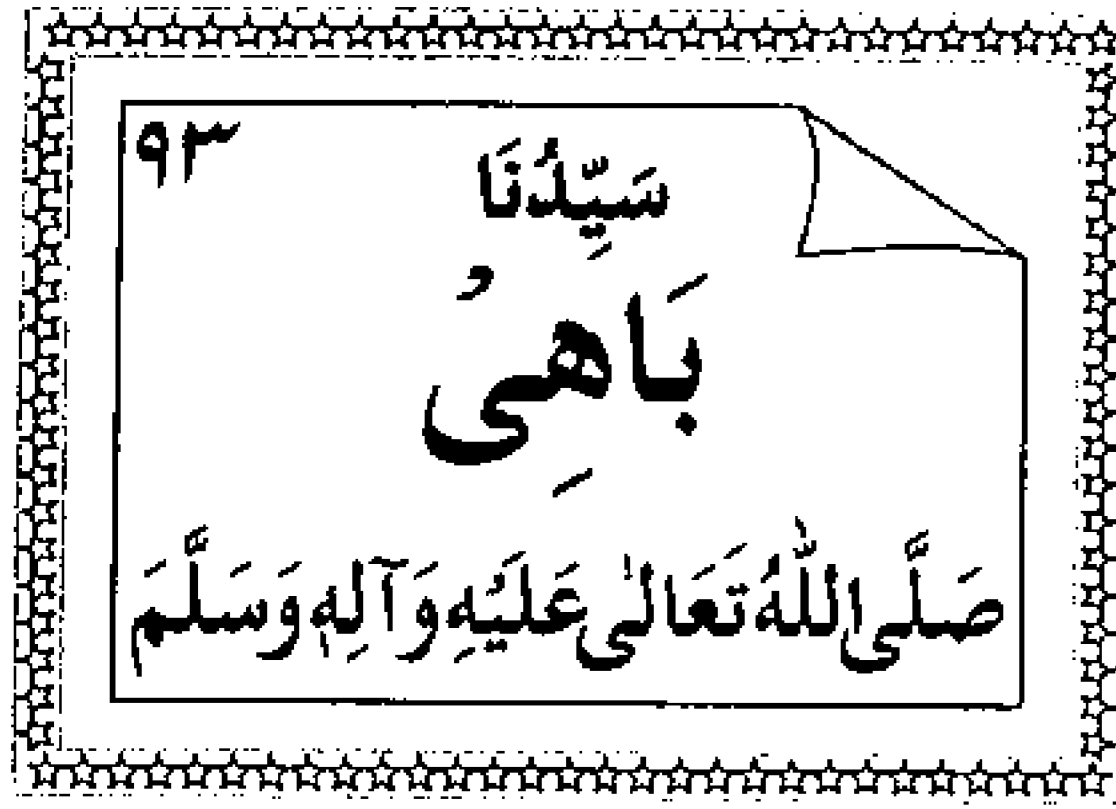 ۹۳
سَیِّدُنَا
بَاهِیُ
صَلَّی اللّٰهُ تَعَالٰی عَلَیْهِ وَآلِهٖ وَسَلَّمَ